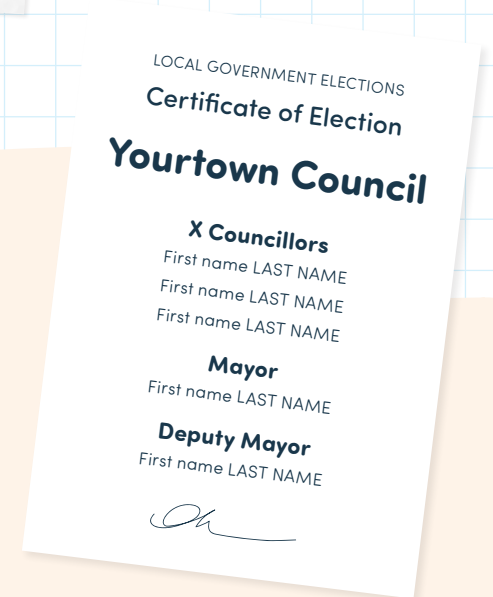 LOCAL GOVERNMENT ELECTIONS
Certificate of Election
Yourtown Council
X Councillors
First name LAST NAME
First name LAST NAME
First name LAST NAME
Mayor
First name LAST NAME
Deputy Mayor
First name LAST NAME